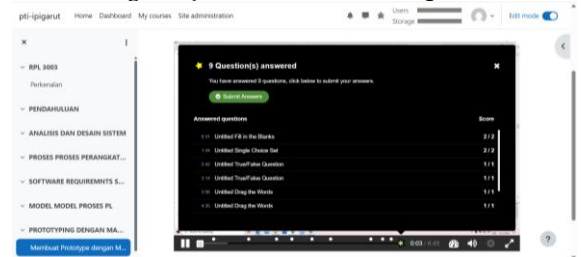 pti-ipigarut Home Dashboard My courses Site administration
Users
Storage
Edit mode
RPL 3003
Perkenalan
PENDAHULUAN
ANALISIS DAN DESAIN SISTEM
PROSES PROSES PERANGKAT...
SOFTWARE REQUIREMNTS S...
MODEL MODEL PROSES PL
PROTOTYPING DENGAN MA...
Membuat Prototype dengan M...
9 Question(s) answered
You have answered 9 questions, click below to submit your answers.
Submit Answers
Answered questions Score
Untitled Fill in the Blanks 2 / 2
Untitled Single Choice Set 2 / 2
Untitled True/False Question 1 / 1
Untitled True/False Question 1 / 1
Untitled Drag the Words 1 / 1
Untitled Drag the Words 1 / 1
0:03